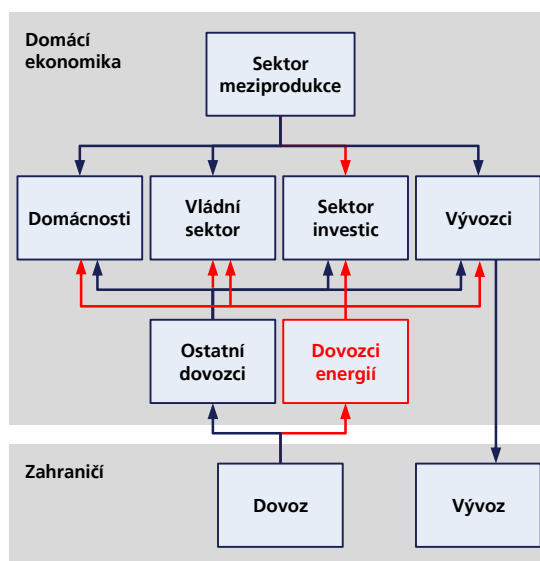 Domácí
ekonomika
Sektor
meziprodukce
Domácnosti
Vládní
sektor
Sektor
investic
Vývozci
Ostatní
dovozci
Dovozci
energií
Zahraničí
Dovoz
Vývoz